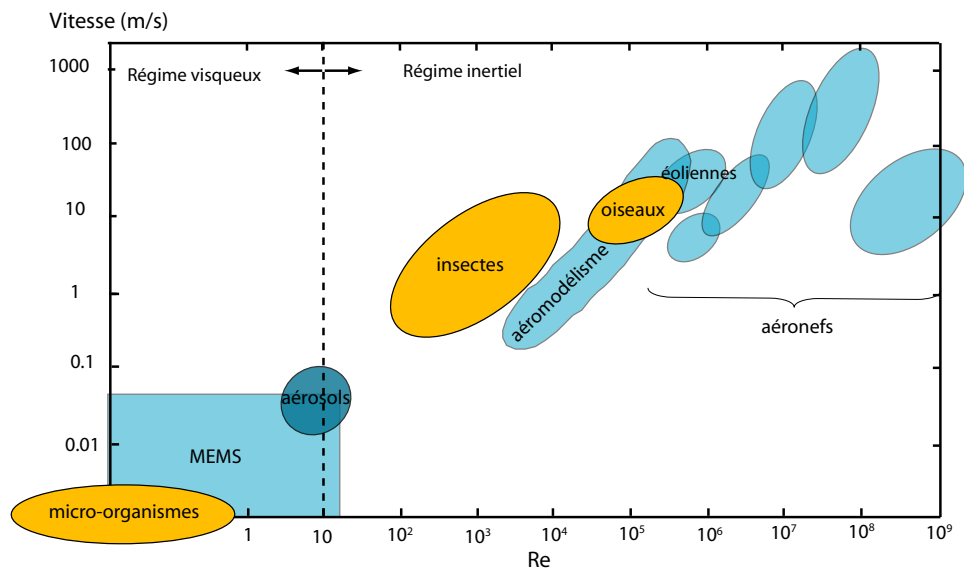 Vitesse (m/s)
1000
Régime visqueux
Régime inertiel
100
éoliennes
10
oiseaux
insectes
aéromodélisme
1
aéronefs
0.1
aérosols
0.01
MEMS
micro-organismes
1 10 10² 10³ 10⁴ 10⁵ 10⁶ 10⁷ 10⁸ 10⁹
Re